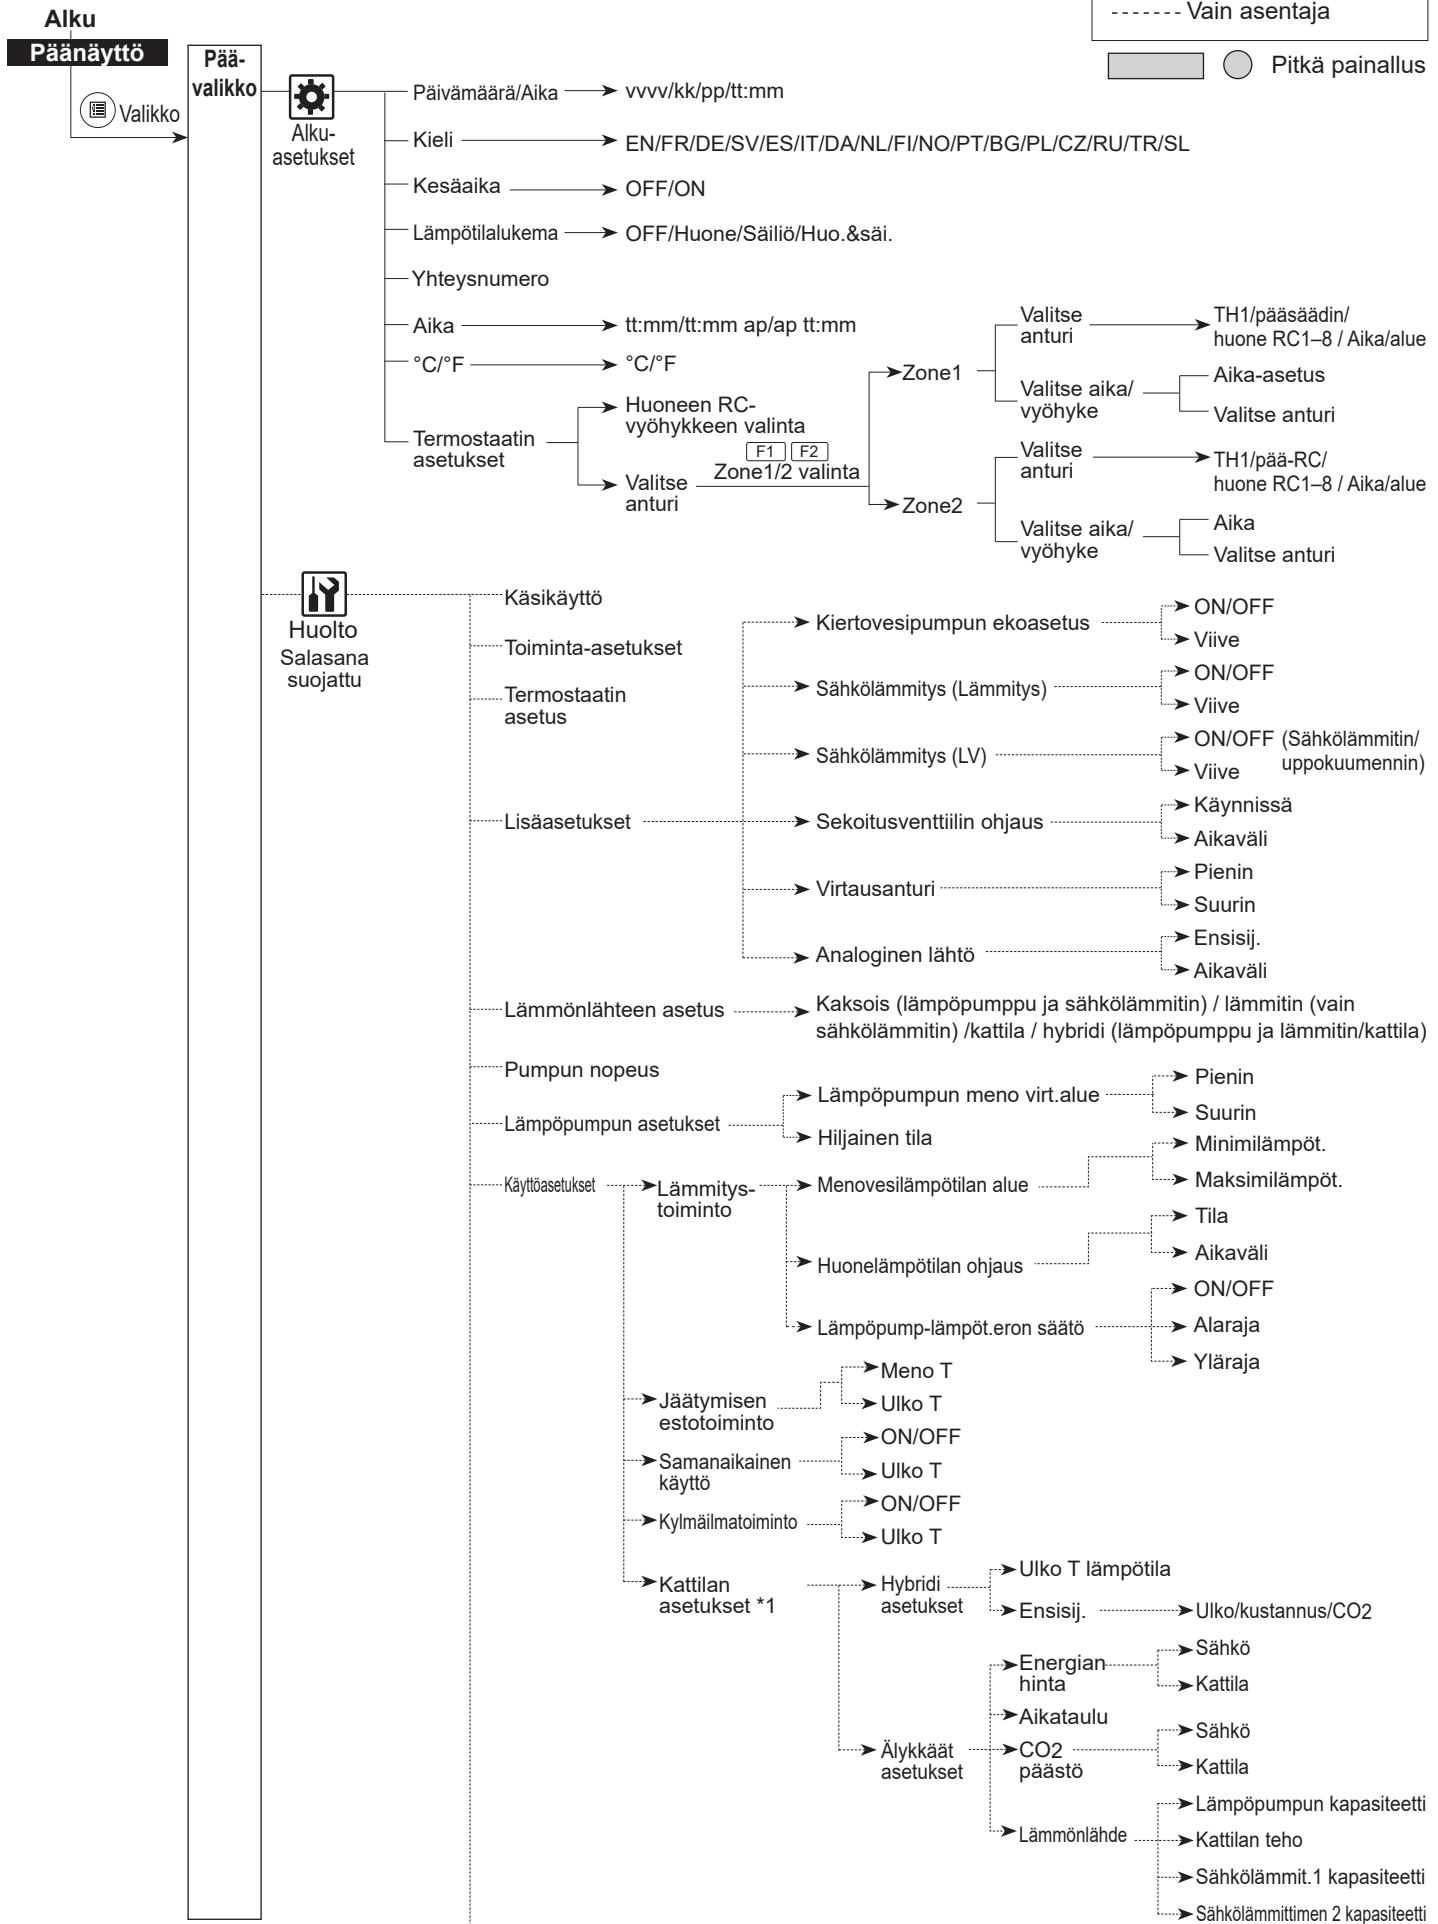 Vain asentaja
Pitkä painallus
Alku
Päänäyttö
Valikko
Pää-
valikko
Alku-
asetukset
Päivämäärä/Aika
vvvv/kk/pp/tt:mm
Kieli
EN/FR/DE/SV/ES/IT/DA/NL/FI/NO/PT/BG/PL/CZ/RU/TR/SL
Kesäaika
OFF/ON
Lämpötilalukema
OFF/Huone/Säiliö/Huo.&säi.
Yhteysnumero
Aika
tt:mm/tt:mm ap/ap tt:mm
°C/°F
°C/°F
Termostaatin
asetukset
Huoneen RC-
vyöhykkeen valinta
Valitse
anturi
F1 F2
Zone1/2 valinta
Zone1
Valitse
anturi
TH1/pääsäädin/
huone RC1–8 / Aika/alue
Valitse aika/
vyöhyke
Aika-asetus
Valitse anturi
Zone2
Valitse
anturi
TH1/pää-RC/
huone RC1–8 / Aika/alue
Valitse aika/
vyöhyke
Aika
Valitse anturi
Huolto
Salasana
suojattu
Käsikäyttö
Toiminta-asetukset
Termostaatin
asetus
Lisäasetukset
Kiertovesipumpun ekoasetus
ON/OFF
Viive
Sähkölämmitys (Lämmitys)
ON/OFF
Viive
Sähkölämmitys (LV)
ON/OFF (Sähkölämmitin/
uppokuumennin)
Viive
Sekoitusventtiilin ohjaus
Käynnissä
Aikaväli
Virtausanturi
Pienin
Suurin
Analoginen lähtö
Ensisij.
Aikaväli
Lämmönlähteen asetus
Kaksois (lämpöpumppu ja sähkölämmitin) / lämmitin (vain
sähkölämmitin) /kattila / hybridi (lämpöpumppu ja lämmitin/kattila)
Pumpun nopeus
Lämpöpumpun asetukset
Lämpöpumpun meno virt.alue
Pienin
Suurin
Hiljainen tila
Käyttöasetukset
Lämmitys-
toiminto
Menovesilämpötilan alue
Minimilämpöt.
Maksimilämpöt.
Huonelämpötilan ohjaus
Tila
Aikaväli
Lämpöpump-lämpöt.eron säätö
ON/OFF
Alaraja
Yläraja
Jäätymisen
estotoiminto
Meno T
Ulko T
Samanaikainen
käyttö
ON/OFF
Ulko T
Kylmäilmatoiminto
ON/OFF
Ulko T
Kattilan
asetukset *1
Hybridi
asetukset
Ulko T lämpötila
Ensisij.
Ulko/kustannus/CO2
Älykkäät
asetukset
Energian
hinta
Sähkö
Kattila
Aikataulu
CO2
päästö
Sähkö
Kattila
Lämmönlähde
Lämpöpumpun kapasiteetti
Kattilan teho
Sähkölämmit.1 kapasiteetti
Sähkölämmittimen 2 kapasiteetti